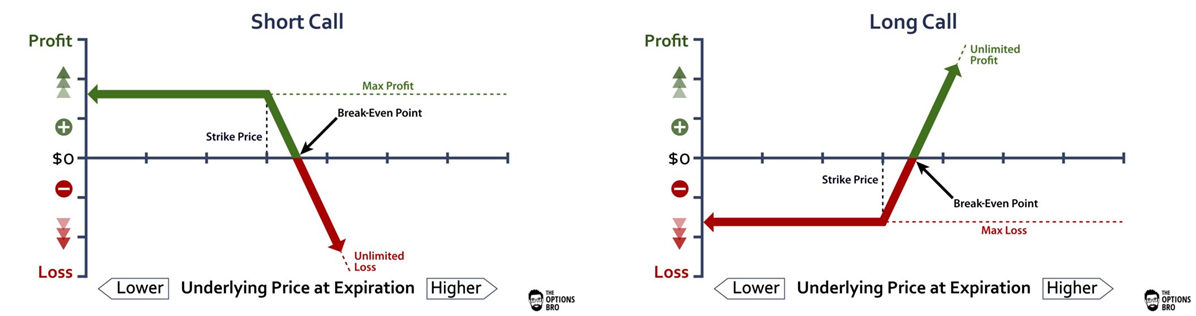 Short Call
Profit
Max Profit
Break-Even Point
Strike Price
$0
Unlimited
Loss
Loss
Lower
Underlying Price at Expiration
Higher
THE
OPTIONS
BRO
Long Call
Profit
Unlimited
Profit
$0
Strike Price
Break-Even Point
Max Loss
Loss
Lower
Underlying Price at Expiration
Higher
THE
OPTIONS
BRO